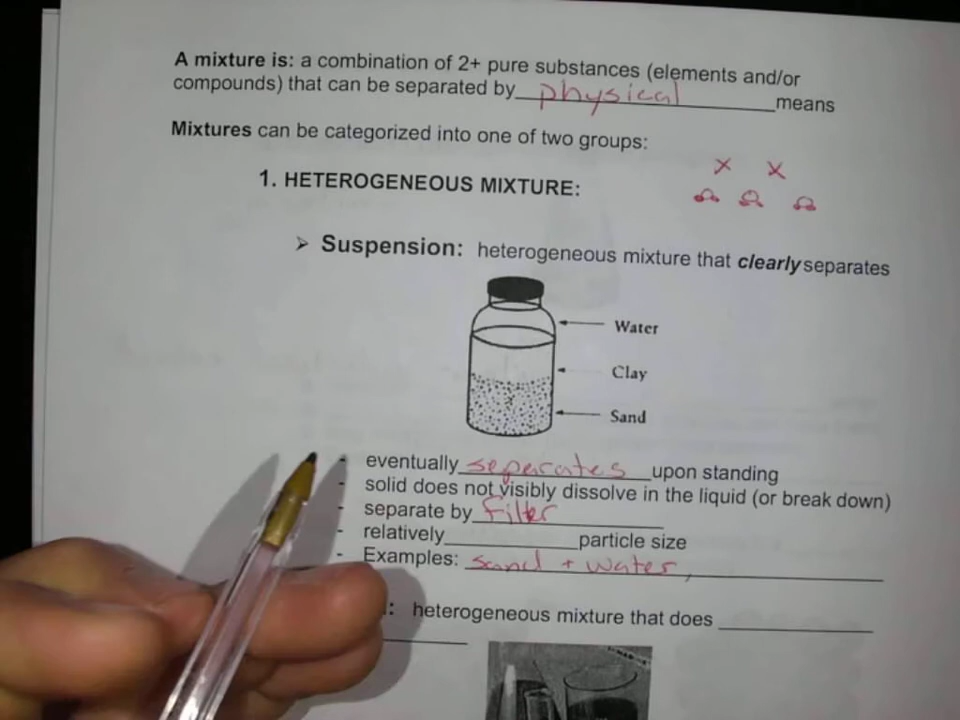 A mixture is: a combination of 2+ pure substances (elements and/or
compounds) that can be separated by physical means
Mixtures can be categorized into one of two groups:
x x
1. HETEROGENEOUS MIXTURE:
➤ Suspension: heterogeneous mixture that clearly separates
Water
Clay
Sand
- eventually separates upon standing
- solid does not visibly dissolve in the liquid (or break down)
- separate by filter
- relatively__________particle size
- Examples: sand + water,
: heterogeneous mixture that does ____________